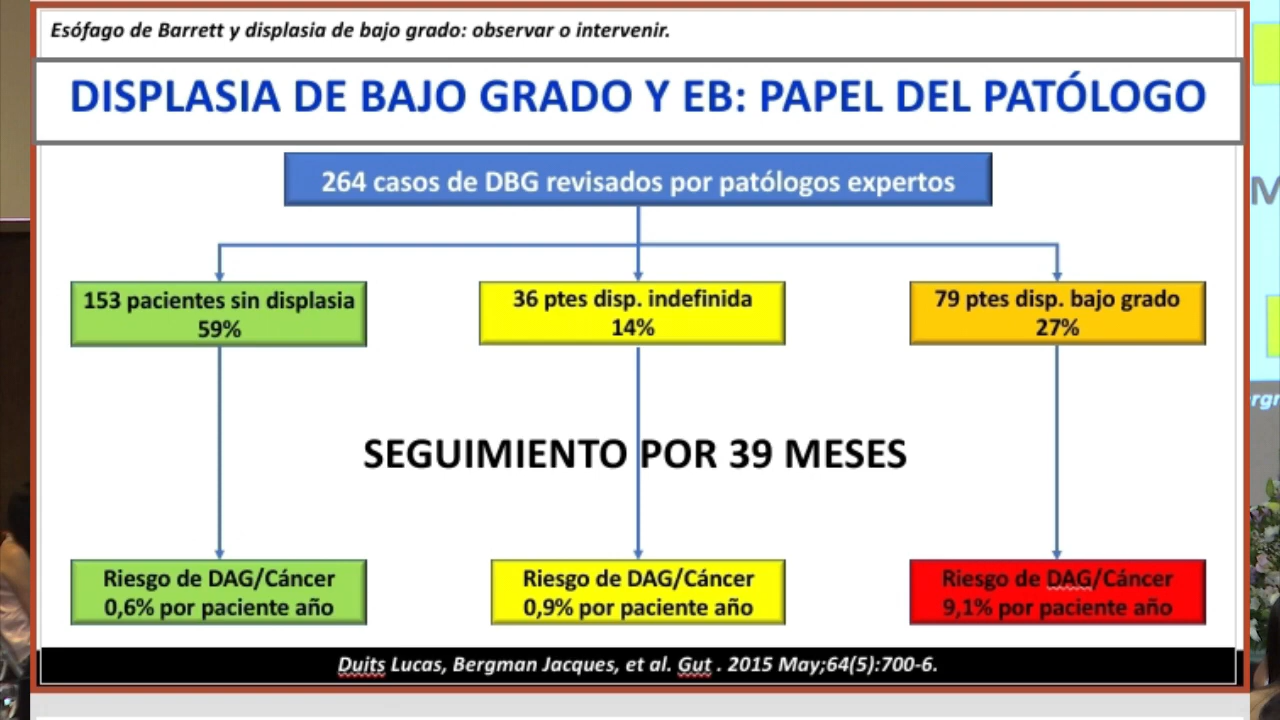 Esófago de Barrett y displasia de bajo grado: observar o intervenir.
DISPLASIA DE BAJO GRADO Y EB: PAPEL DEL PATÓLOGO
264 casos de DBG revisados por patólogos expertos
153 pacientes sin displasia
59%
36 ptes disp. indefinida
14%
79 ptes disp. bajo grado
27%
SEGUIMIENTO POR 39 MESES
Riesgo de DAG/Cáncer
0,6% por paciente año
Riesgo de DAG/Cáncer
0,9% por paciente año
Riesgo de DAG/Cáncer
9,1% por paciente año
Duits Lucas, Bergman Jacques, et al. Gut . 2015 May;64(5):700-6.